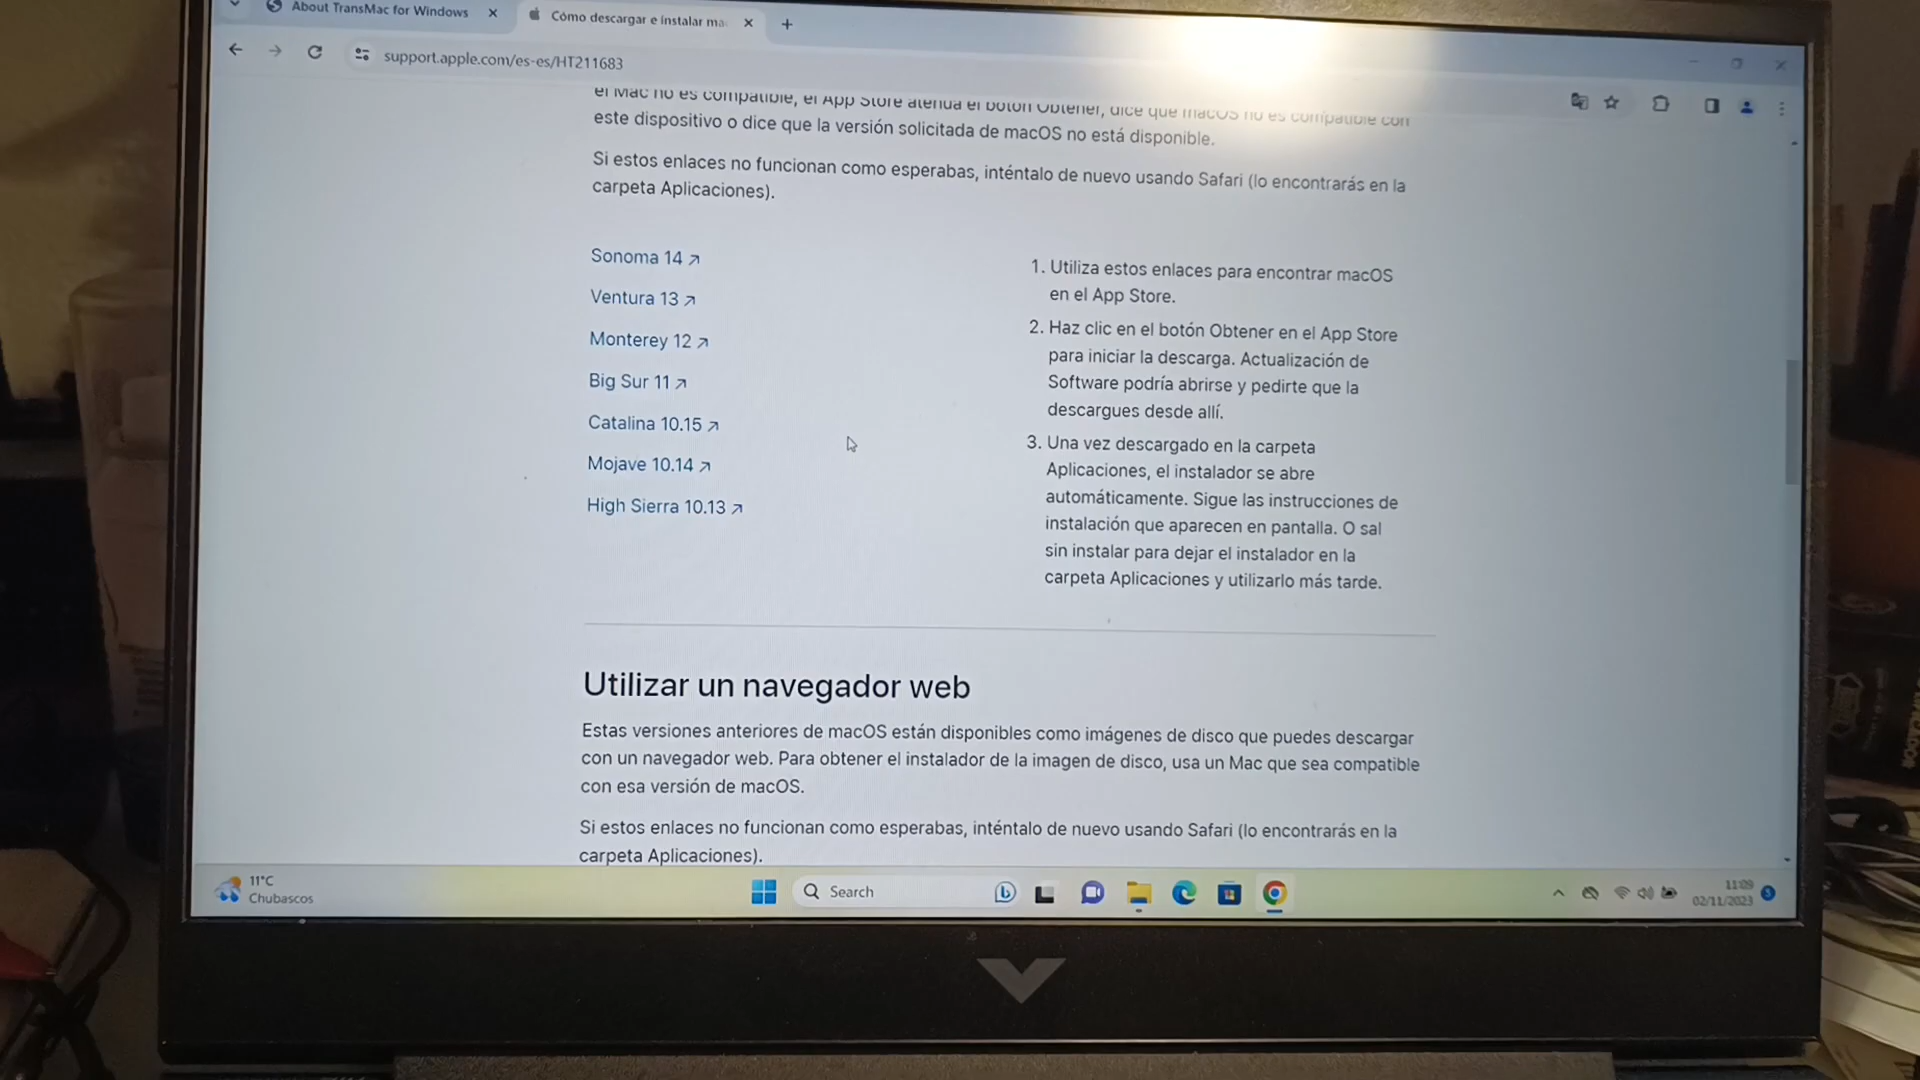 About TransMac for Windows
Cómo descargar e instalar ma
support.apple.com/es-es/HT211683
el Mac no es compatible, el App Store atenúa el botón Obtener, dice que macOS no es compatible con
este dispositivo o dice que la versión solicitada de macOS no está disponible.
Si estos enlaces no funcionan como esperabas, inténtalo de nuevo usando Safari (lo encontrarás en la
carpeta Aplicaciones).
Sonoma 14 ↗
Ventura 13 ↗
Monterey 12 ↗
Big Sur 11 ↗
Catalina 10.15 ↗
Mojave 10.14 ↗
High Sierra 10.13 ↗
1. Utiliza estos enlaces para encontrar macOS
en el App Store.
2. Haz clic en el botón Obtener en el App Store
para iniciar la descarga. Actualización de
Software podría abrirse y pedirte que la
descargues desde allí.
3. Una vez descargado en la carpeta
Aplicaciones, el instalador se abre
automáticamente. Sigue las instrucciones de
instalación que aparecen en pantalla. O sal
sin instalar para dejar el instalador en la
carpeta Aplicaciones y utilizarlo más tarde.
Utilizar un navegador web
Estas versiones anteriores de macOS están disponibles como imágenes de disco que puedes descargar
con un navegador web. Para obtener el instalador de la imagen de disco, usa un Mac que sea compatible
con esa versión de macOS.
Si estos enlaces no funcionan como esperabas, inténtalo de nuevo usando Safari (lo encontrarás en la
carpeta Aplicaciones).
11°C
Chubascos
Search
11:09
02/11/2023
5